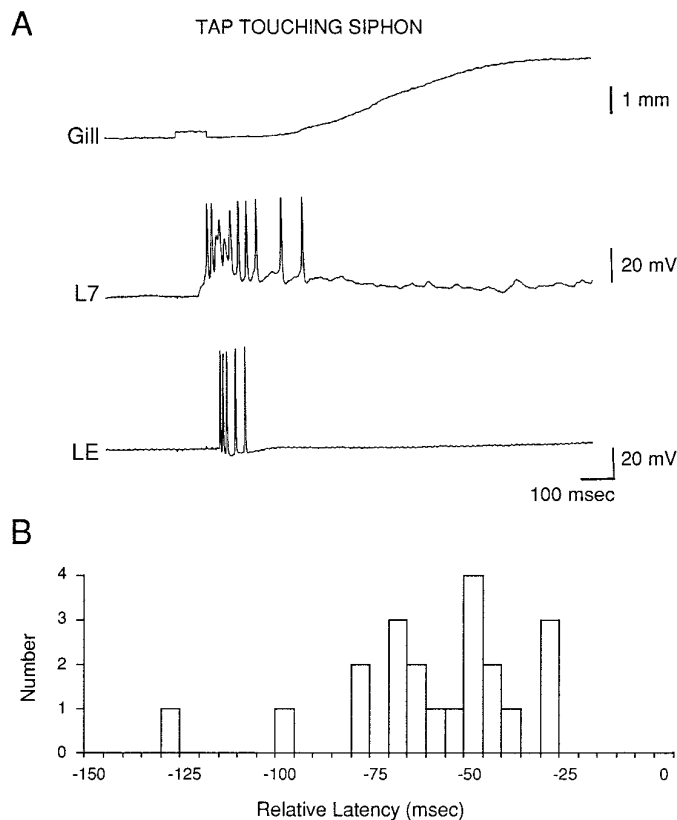 A
TAP TOUCHING SIPHON
Gill
1 mm
L7
20 mV
LE
20 mV
100 msec
B
4
3
2
1
0
Number
-150 -125 -100 -75 -50 -25 0
Relative Latency (msec)